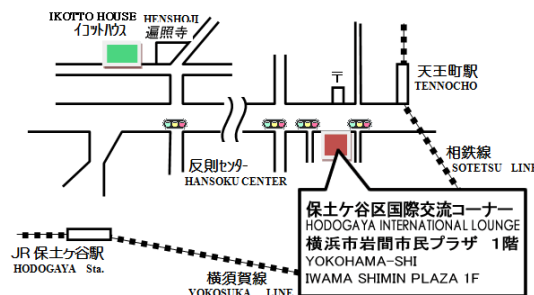 IKOTTO HOUSE
イコットハウス
HENSHOJI
遍照寺
〒
天王町駅
TENNOCHO
反則センター
HANSOKU CENTER
相鉄線
SOTETSU LINE
保土ケ谷区国際交流コーナー
HODOGAYA INTERNATIONAL LOUNGE
横浜市岩間市民プラザ 1階
YOKOHAMA-SHI
IWAMA SHIMIN PLAZA 1F
JR 保土ヶ谷駅
HODOGAYA Sta.
横須賀線
YOKOSUKA LINE